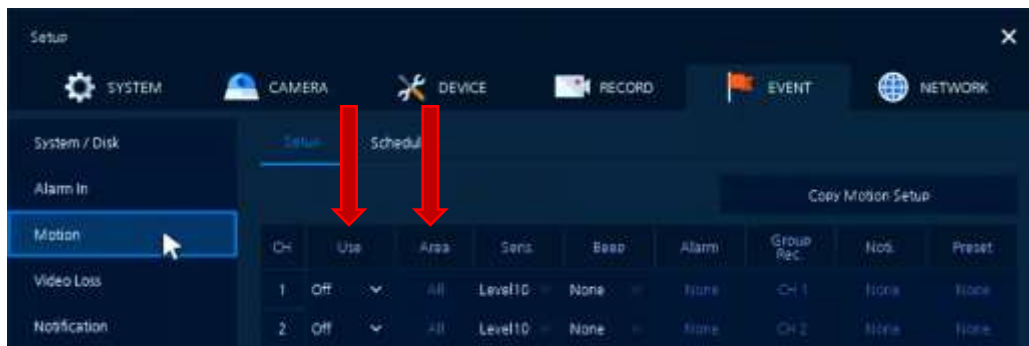 Setup
SYSTEM CAMERA DEVICE RECORD EVENT NETWORK
System / Disk
Setup Schedul
Alarm In
Copy Motion Setup
Motion
CH Use Area Sens. Beep Alarm Group Rec. Noti. Preset
Video Loss
1 Off All Level10 None None CH 1 None None
Notification
2 Off All Level10 None None CH 2 None None